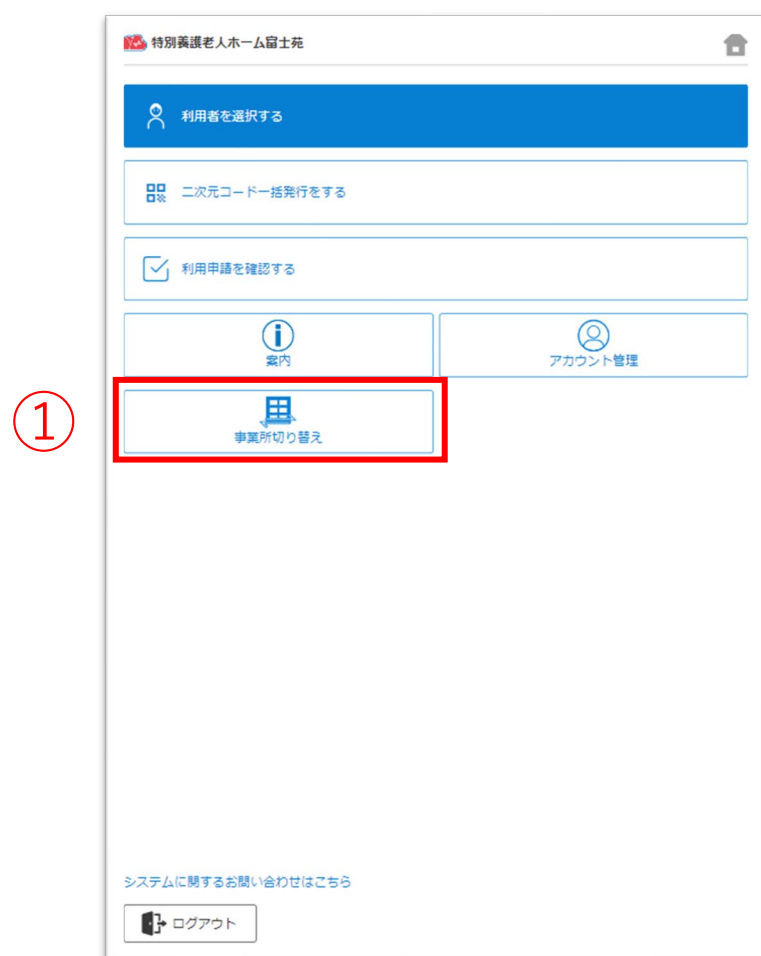 特別養護老人ホーム富士苑
利用者を選択する
二次元コード一括発行をする
利用申請を確認する
案内
アカウント管理
①
事業所切り替え
システムに関するお問い合わせはこちら
ログアウト